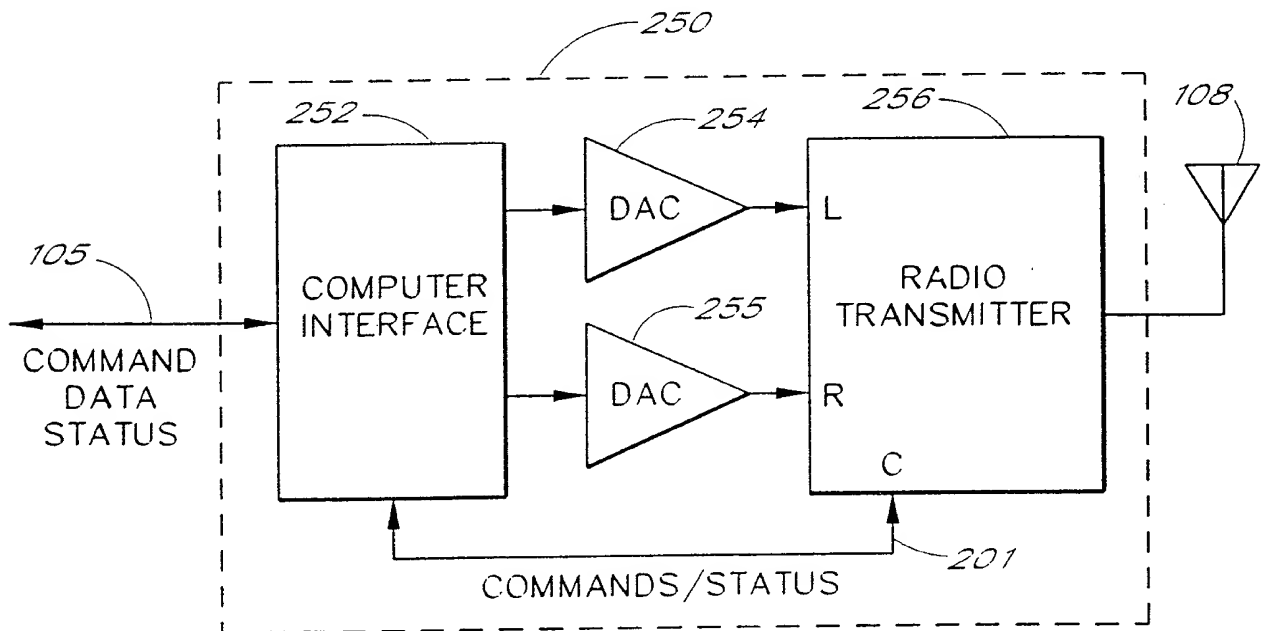 250
252
254
256
108
DAC
L
105
COMPUTER
INTERFACE
RADIO
TRANSMITTER
255
COMMAND
DATA
STATUS
DAC
R
C
201
COMMANDS/STATUS